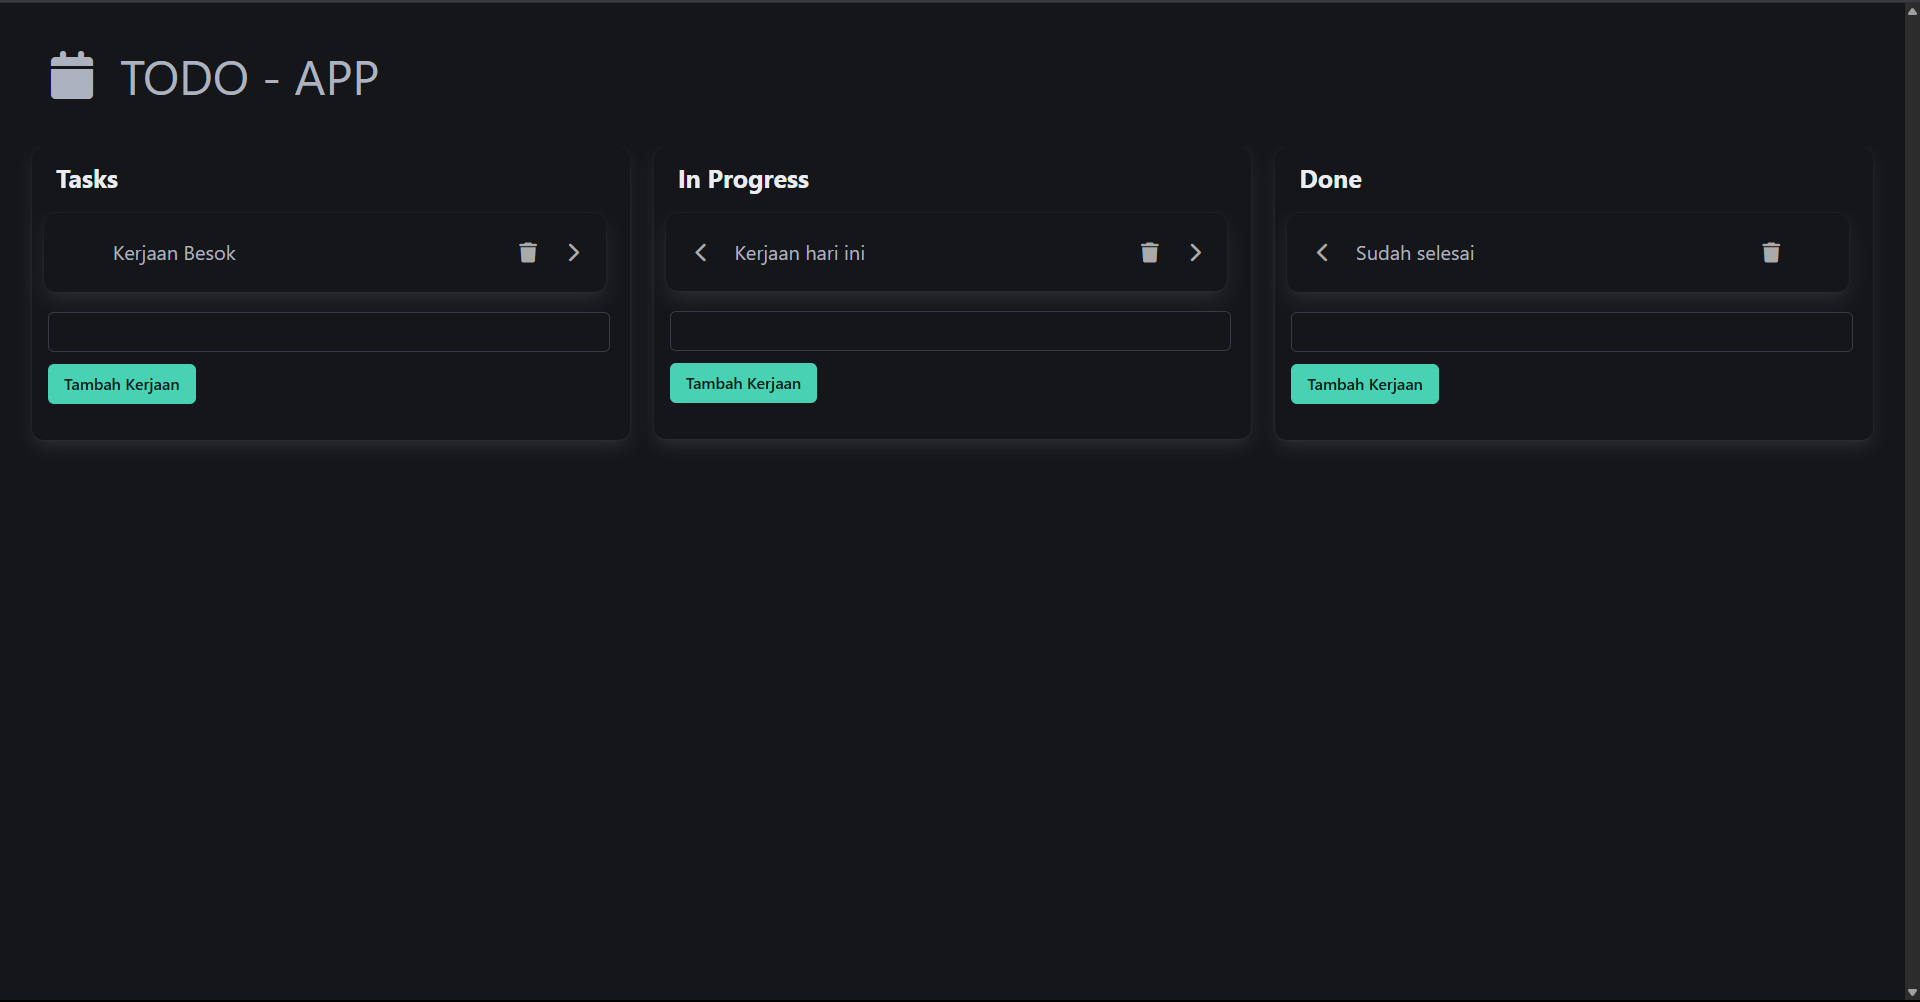 TODO - APP
Tasks
Kerjaan Besok
Tambah Kerjaan
In Progress
Kerjaan hari ini
Tambah Kerjaan
Done
Sudah selesai
Tambah Kerjaan